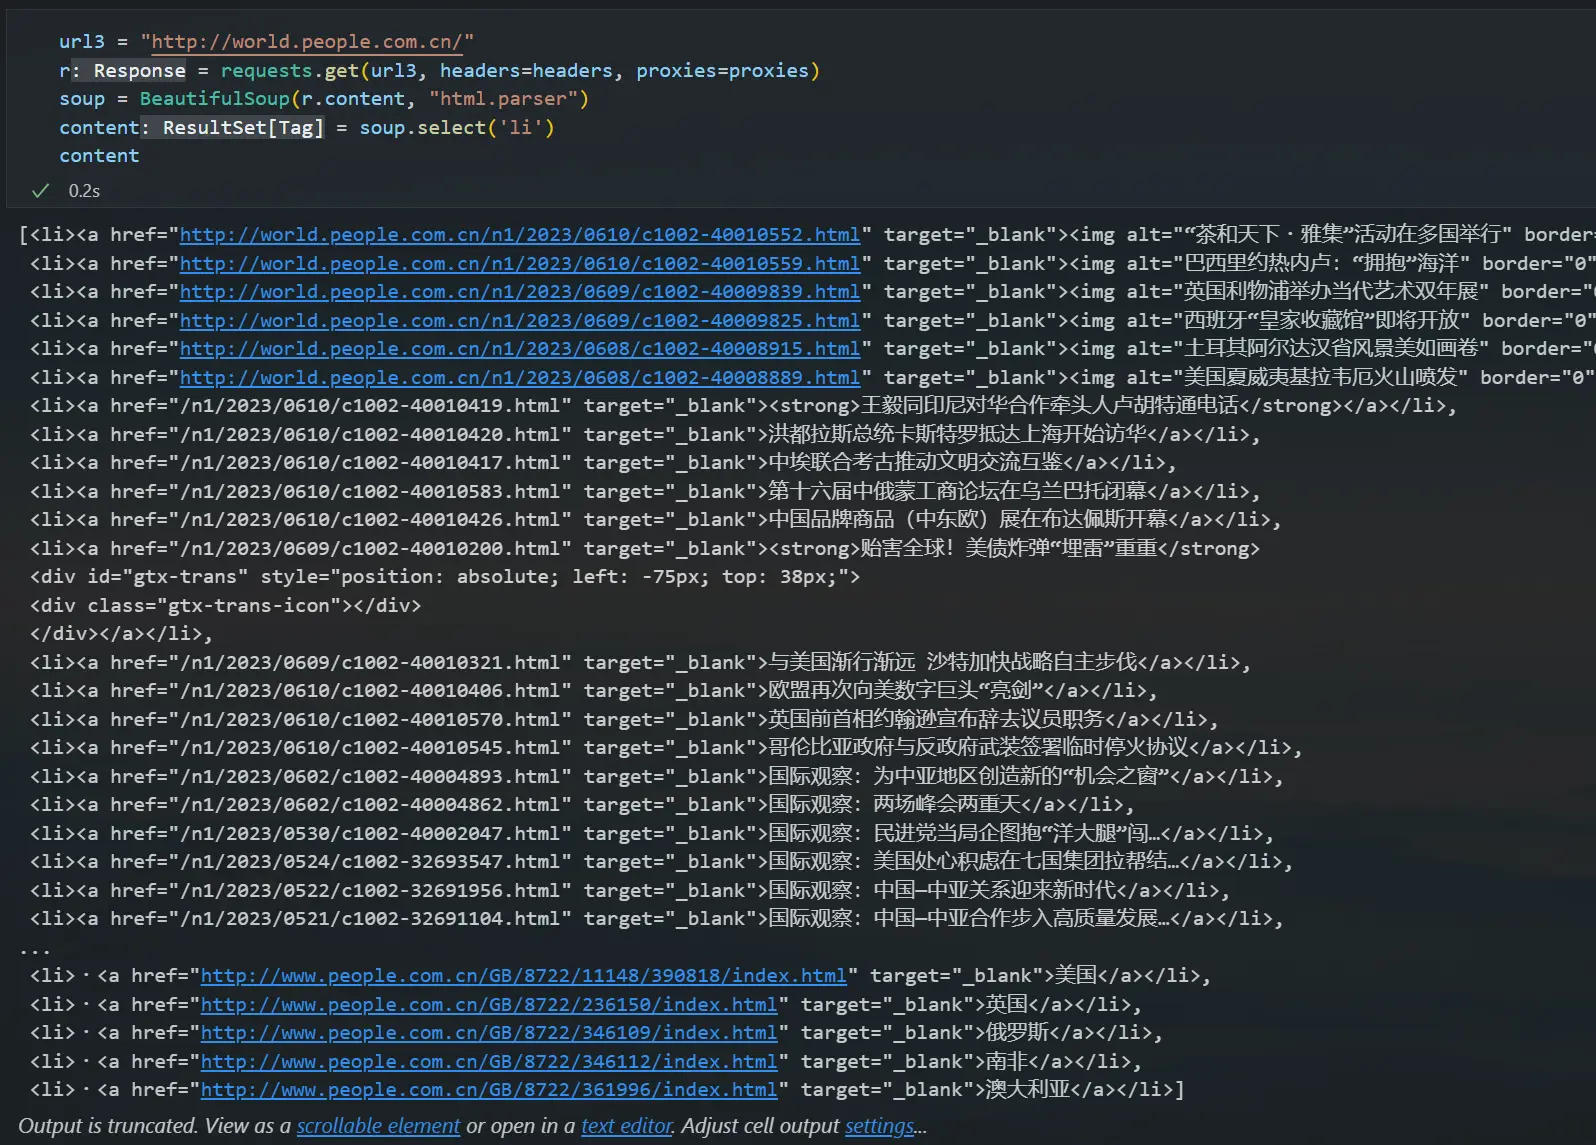 url3 = "http://world.people.com.cn/"
r: Response = requests.get(url3, headers=headers, proxies=proxies)
soup = BeautifulSoup(r.content, "html.parser")
content: ResultSet[Tag] = soup.select('li')
content
0.2s
[<li><a href="http://world.people.com.cn/n1/2023/0610/c1002-40010552.html" target="_blank"><img alt="“茶和天下·雅集”活动在多国举行" border=
<li><a href="http://world.people.com.cn/n1/2023/0610/c1002-40010559.html" target="_blank"><img alt="巴西里约热内卢：“拥抱”海洋" border="0"
<li><a href="http://world.people.com.cn/n1/2023/0609/c1002-40009839.html" target="_blank"><img alt="英国利物浦举办当代艺术双年展" border="
<li><a href="http://world.people.com.cn/n1/2023/0609/c1002-40009825.html" target="_blank"><img alt="西班牙“皇家收藏馆”即将开放" border="0"
<li><a href="http://world.people.com.cn/n1/2023/0608/c1002-40008915.html" target="_blank"><img alt="土耳其阿尔达汉省风景美如画卷" border="
<li><a href="http://world.people.com.cn/n1/2023/0608/c1002-40008889.html" target="_blank"><img alt="美国夏威夷基拉韦厄火山喷发" border="0"
<li><a href="/n1/2023/0610/c1002-40010419.html" target="_blank"><strong>王毅同印尼对华合作牵头人卢胡特通电话</strong></a></li>,
<li><a href="/n1/2023/0610/c1002-40010420.html" target="_blank">洪都拉斯总统卡斯特罗抵达上海开始访华</a></li>,
<li><a href="/n1/2023/0610/c1002-40010417.html" target="_blank">中埃联合考古推动文明交流互鉴</a></li>,
<li><a href="/n1/2023/0610/c1002-40010583.html" target="_blank">第十六届中俄蒙工商论坛在乌兰巴托闭幕</a></li>,
<li><a href="/n1/2023/0610/c1002-40010426.html" target="_blank">中国品牌商品（中东欧）展在布达佩斯开幕</a></li>,
<li><a href="/n1/2023/0609/c1002-40010200.html" target="_blank"><strong>贻害全球！美债炸弹“埋雷”重重</strong>
<div id="gtx-trans" style="position: absolute; left: -75px; top: 38px;">
<div class="gtx-trans-icon"></div>
</div></a></li>,
<li><a href="/n1/2023/0609/c1002-40010321.html" target="_blank">与美国渐行渐远 沙特加快战略自主步伐</a></li>,
<li><a href="/n1/2023/0610/c1002-40010406.html" target="_blank">欧盟再次向美数字巨头“亮剑”</a></li>,
<li><a href="/n1/2023/0610/c1002-40010570.html" target="_blank">英国前首相约翰逊宣布辞去议员职务</a></li>,
<li><a href="/n1/2023/0610/c1002-40010545.html" target="_blank">哥伦比亚政府与反政府武装签署临时停火协议</a></li>,
<li><a href="/n1/2023/0602/c1002-40004893.html" target="_blank">国际观察：为中亚地区创造新的“机会之窗”</a></li>,
<li><a href="/n1/2023/0602/c1002-40004862.html" target="_blank">国际观察：两场峰会两重天</a></li>,
<li><a href="/n1/2023/0530/c1002-40002047.html" target="_blank">国际观察：民进党当局企图抱“洋大腿”闯…</a></li>,
<li><a href="/n1/2023/0524/c1002-32693547.html" target="_blank">国际观察：美国处心积虑在七国集团拉帮结…</a></li>,
<li><a href="/n1/2023/0522/c1002-32691956.html" target="_blank">国际观察：中国—中亚关系迎来新时代</a></li>,
<li><a href="/n1/2023/0521/c1002-32691104.html" target="_blank">国际观察：中国—中亚合作步入高质量发展…</a></li>,
...
<li>·<a href="http://www.people.com.cn/GB/8722/11148/390818/index.html" target="_blank">美国</a></li>,
<li>·<a href="http://www.people.com.cn/GB/8722/236150/index.html" target="_blank">英国</a></li>,
<li>·<a href="http://www.people.com.cn/GB/8722/346109/index.html" target="_blank">俄罗斯</a></li>,
<li>·<a href="http://www.people.com.cn/GB/8722/346112/index.html" target="_blank">南非</a></li>,
<li>·<a href="http://www.people.com.cn/GB/8722/361996/index.html" target="_blank">澳大利亚</a></li>]
Output is truncated. View as a scrollable element or open in a text editor. Adjust cell output settings...